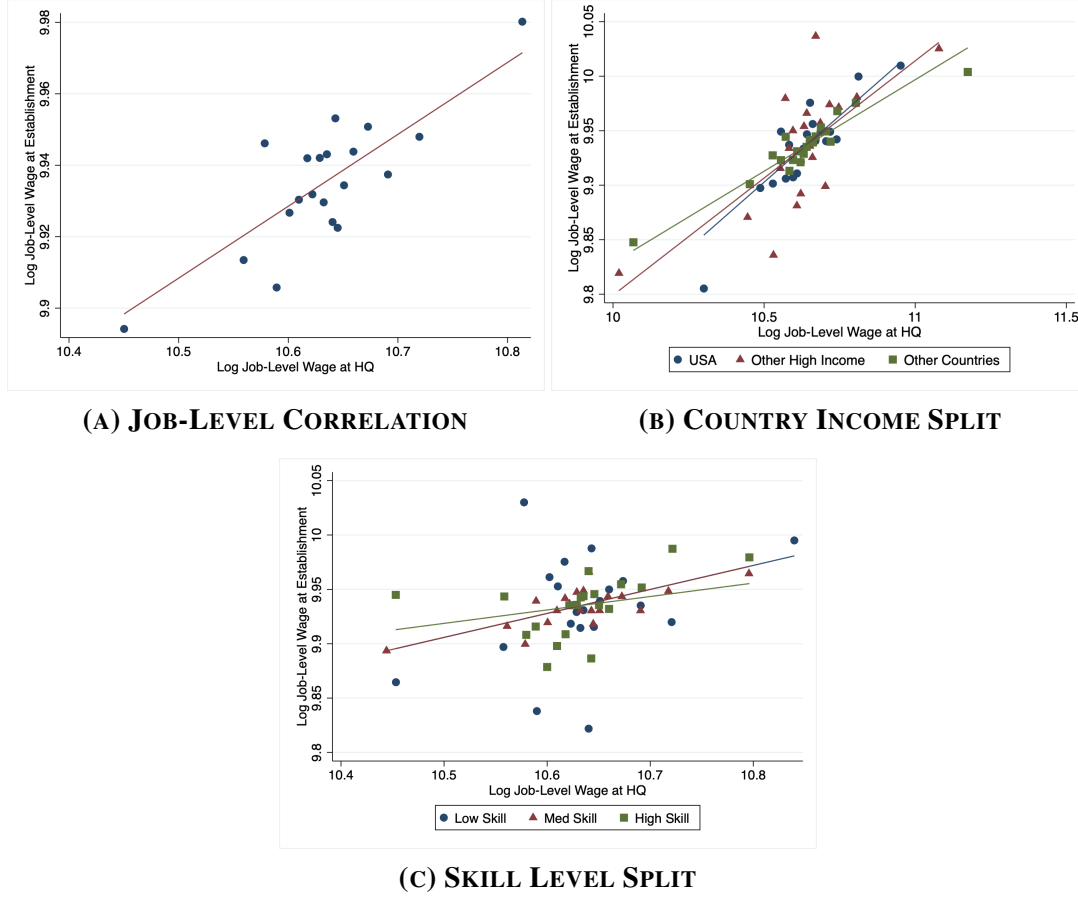 Log Job-Level Wage at Establishment
9.98
9.96
9.94
9.92
9.9
10.4 10.5 10.6 10.7 10.8
Log Job-Level Wage at HQ
(A) JOB-LEVEL CORRELATION
Log Job-Level Wage at Establishment
10.05
10
9.95
9.9
9.85
9.8
10 10.5 11 11.5
Log Job-Level Wage at HQ
USA Other High Income Other Countries
(B) COUNTRY INCOME SPLIT
Log Job-Level Wage at Establishment
10.05
10
9.95
9.9
9.85
9.8
10.4 10.5 10.6 10.7 10.8
Log Job-Level Wage at HQ
Low Skill Med Skill High Skill
(C) SKILL LEVEL SPLIT